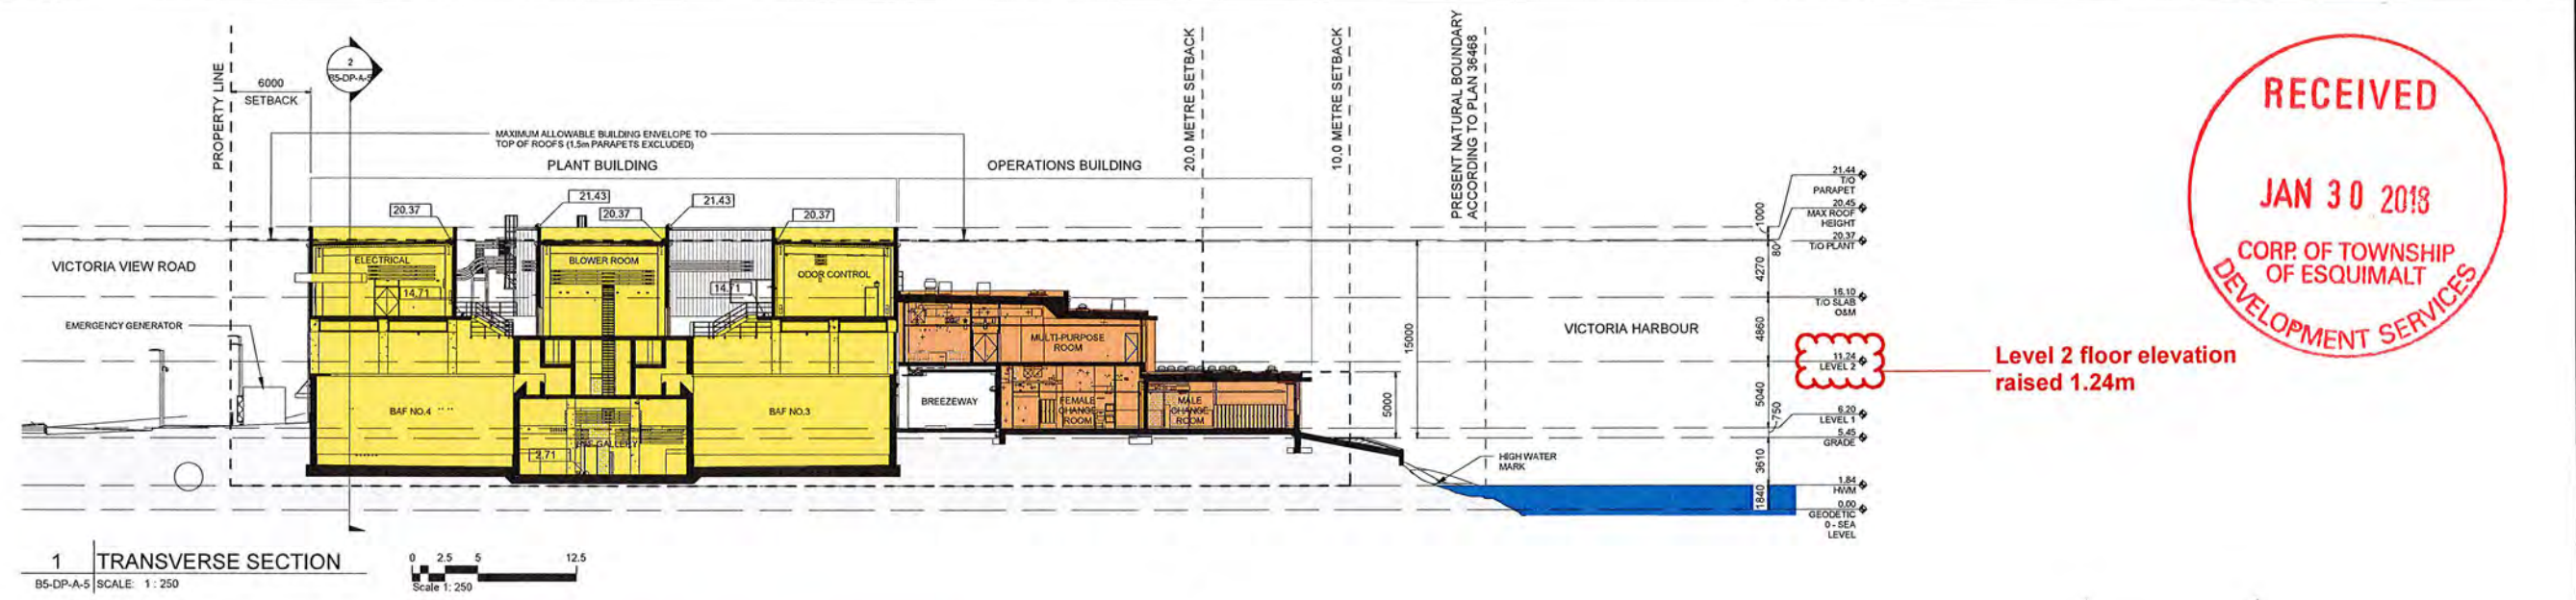 PROPERTY LINE
6000
SETBACK
2
B5-DP-A-5
MAXIMUM ALLOWABLE BUILDING ENVELOPE TO
TOP OF ROOFS (1.5m PARAPETS EXCLUDED)
PLANT BUILDING
OPERATIONS BUILDING
20.0 METRE SETBACK
10.0 METRE SETBACK
PRESENT NATURAL BOUNDARY
ACCORDING TO PLAN 36468
20.37
21.43
20.37
21.43
20.37
VICTORIA VIEW ROAD
ELECTRICAL
BLOWER ROOM
ODOR CONTROL
14.71
14.71
EMERGENCY GENERATOR
MULTI-PURPOSE
ROOM
BAF NO.4
BAF NO.3
BREEZEWAY
FEMALE
CHANGE
ROOM
MALE
CHANGE
ROOM
GALLERY
2.71
15000
5000
HIGH WATER
MARK
VICTORIA HARBOUR
1000
80
4270
4860
5040
750
3610
1840
21.44
T/O
PARAPET
20.45
MAX ROOF
HEIGHT
20.37
T/O PLANT
16.10
T/O SLAB
O&M
11.24
LEVEL 2
6.20
LEVEL 1
5.45
GRADE
1.84
HWM
0.00
GEODETIC
0 - SEA
LEVEL
Level 2 floor elevation
raised 1.24m
RECEIVED
JAN 30 2018
CORP. OF TOWNSHIP
OF ESQUIMALT
DEVELOPMENT SERVICES
1 TRANSVERSE SECTION
B5-DP-A-5 SCALE: 1 : 250
0 2.5 5 12.5
Scale 1: 250